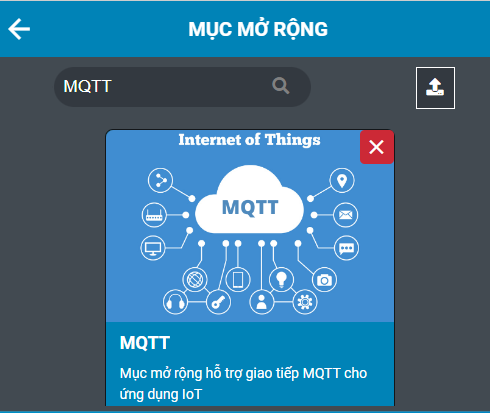 MỤC MỞ RỘNG
MQTT
Internet of Things
MQTT
MQTT
Mục mở rộng hỗ trợ giao tiếp MQTT cho
ứng dụng IoT